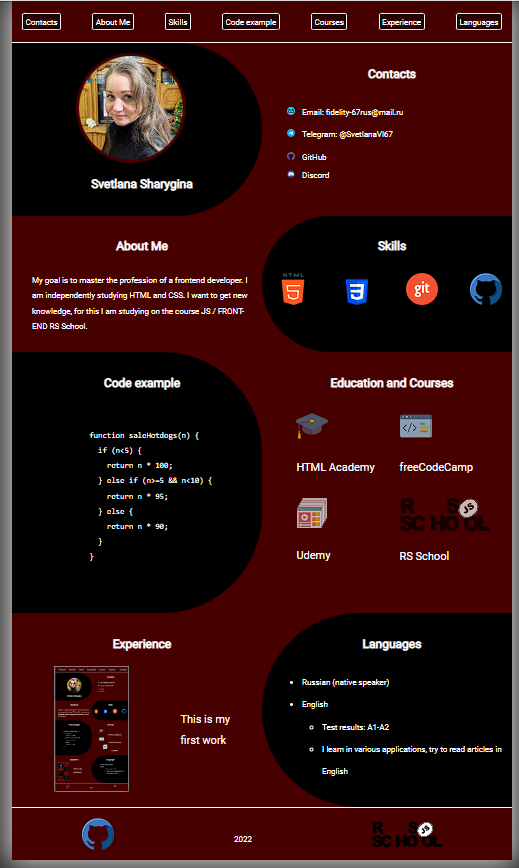 Contacts
About Me
Skills
Code example
Courses
Experience
Languages
Svetlana Sharygina
Contacts
Email: fidelity-67rus@mail.ru
Telegram: @SvetlanaVl67
GitHub
Discord
About Me
My goal is to master the profession of a frontend developer. I
am independently studying HTML and CSS. I want to get new
knowledge, for this I am studying on the course JS / FRONT-
END RS School.
Skills
HTML
5
3
git
Code example
function saleHotdogs(n) {
if (n<5) {
return n * 100;
} else if (n>=5 && n<10) {
return n * 95;
} else {
return n * 90;
}
}
Education and Courses
HTML Academy
</>
freeCodeCamp
Udemy
RS
SCHOOL
JS
RS School
Experience
This is my
first work
Languages
Russian (native speaker)
English
Test results: A1-A2
I learn in various applications, try to read articles in
English
2022
RS
SCHOOL
JS